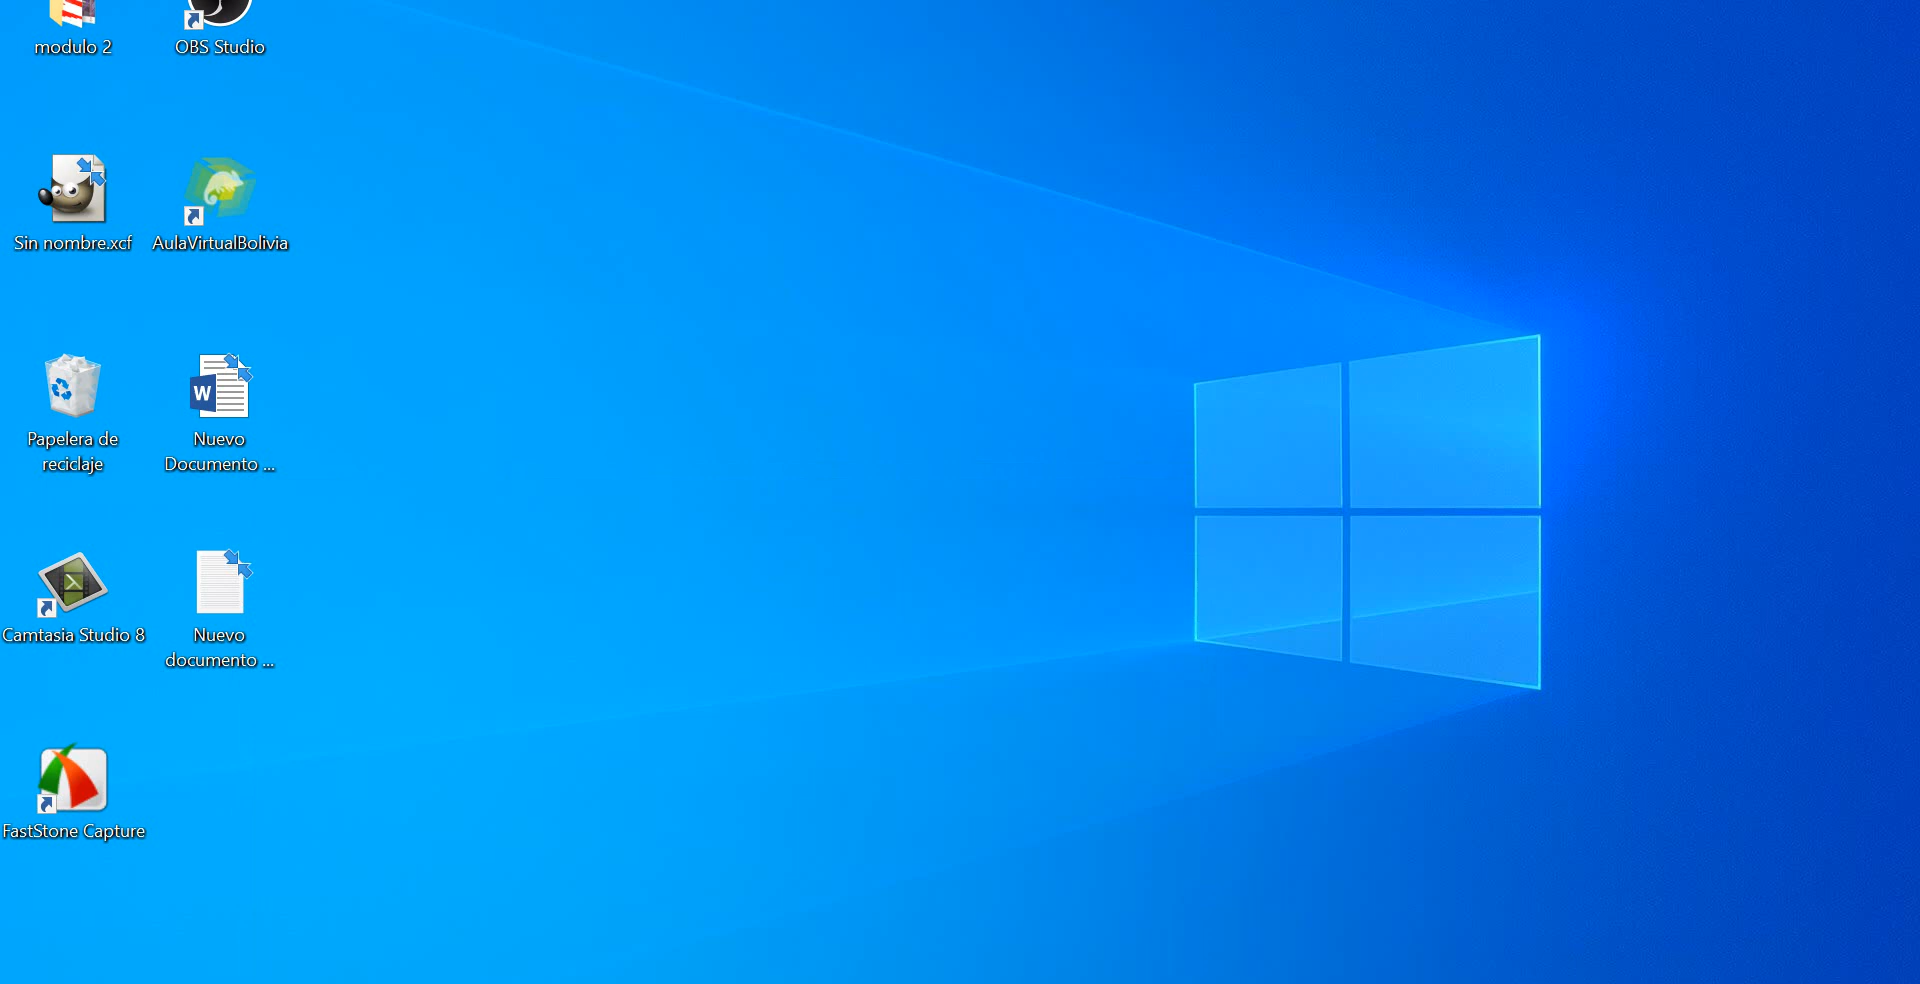 modulo 2
OBS Studio
Sin nombre.xcf
AulaVirtualBolivia
Papelera de
reciclaje
W
Nuevo
Documento ...
Camtasia Studio 8
Nuevo
documento ...
FastStone Capture